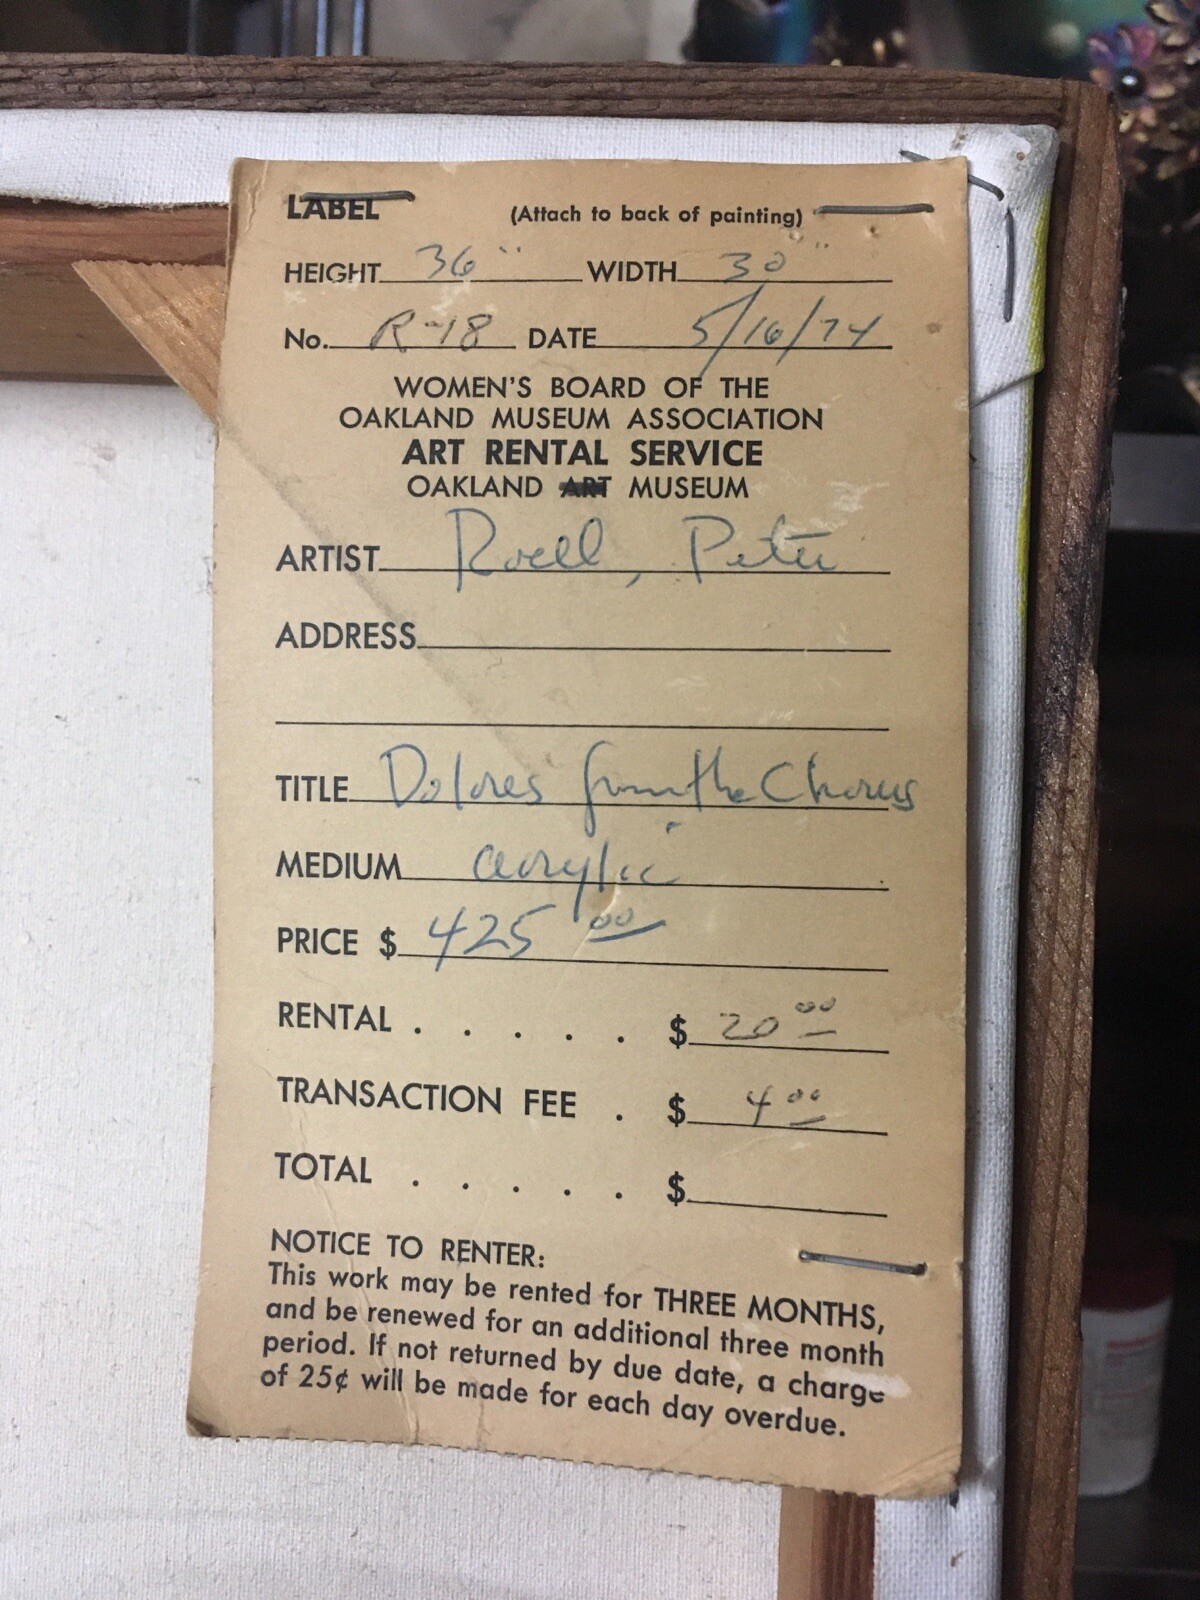 LABEL (Attach to back of painting)
HEIGHT 36" WIDTH 30"
No. R-18 DATE 5/16/74
WOMEN'S BOARD OF THE
OAKLAND MUSEUM ASSOCIATION
ART RENTAL SERVICE
OAKLAND ART MUSEUM
ARTIST Roell, Peter
ADDRESS
TITLE Dolores from the Chorus
MEDIUM acrylic
PRICE $ 425 00
RENTAL . . . . . $ 20 00
TRANSACTION FEE . $ 4 00
TOTAL . . . . . $
NOTICE TO RENTER:
This work may be rented for THREE MONTHS,
and be renewed for an additional three month
period. If not returned by due date, a charge
of 25¢ will be made for each day overdue.